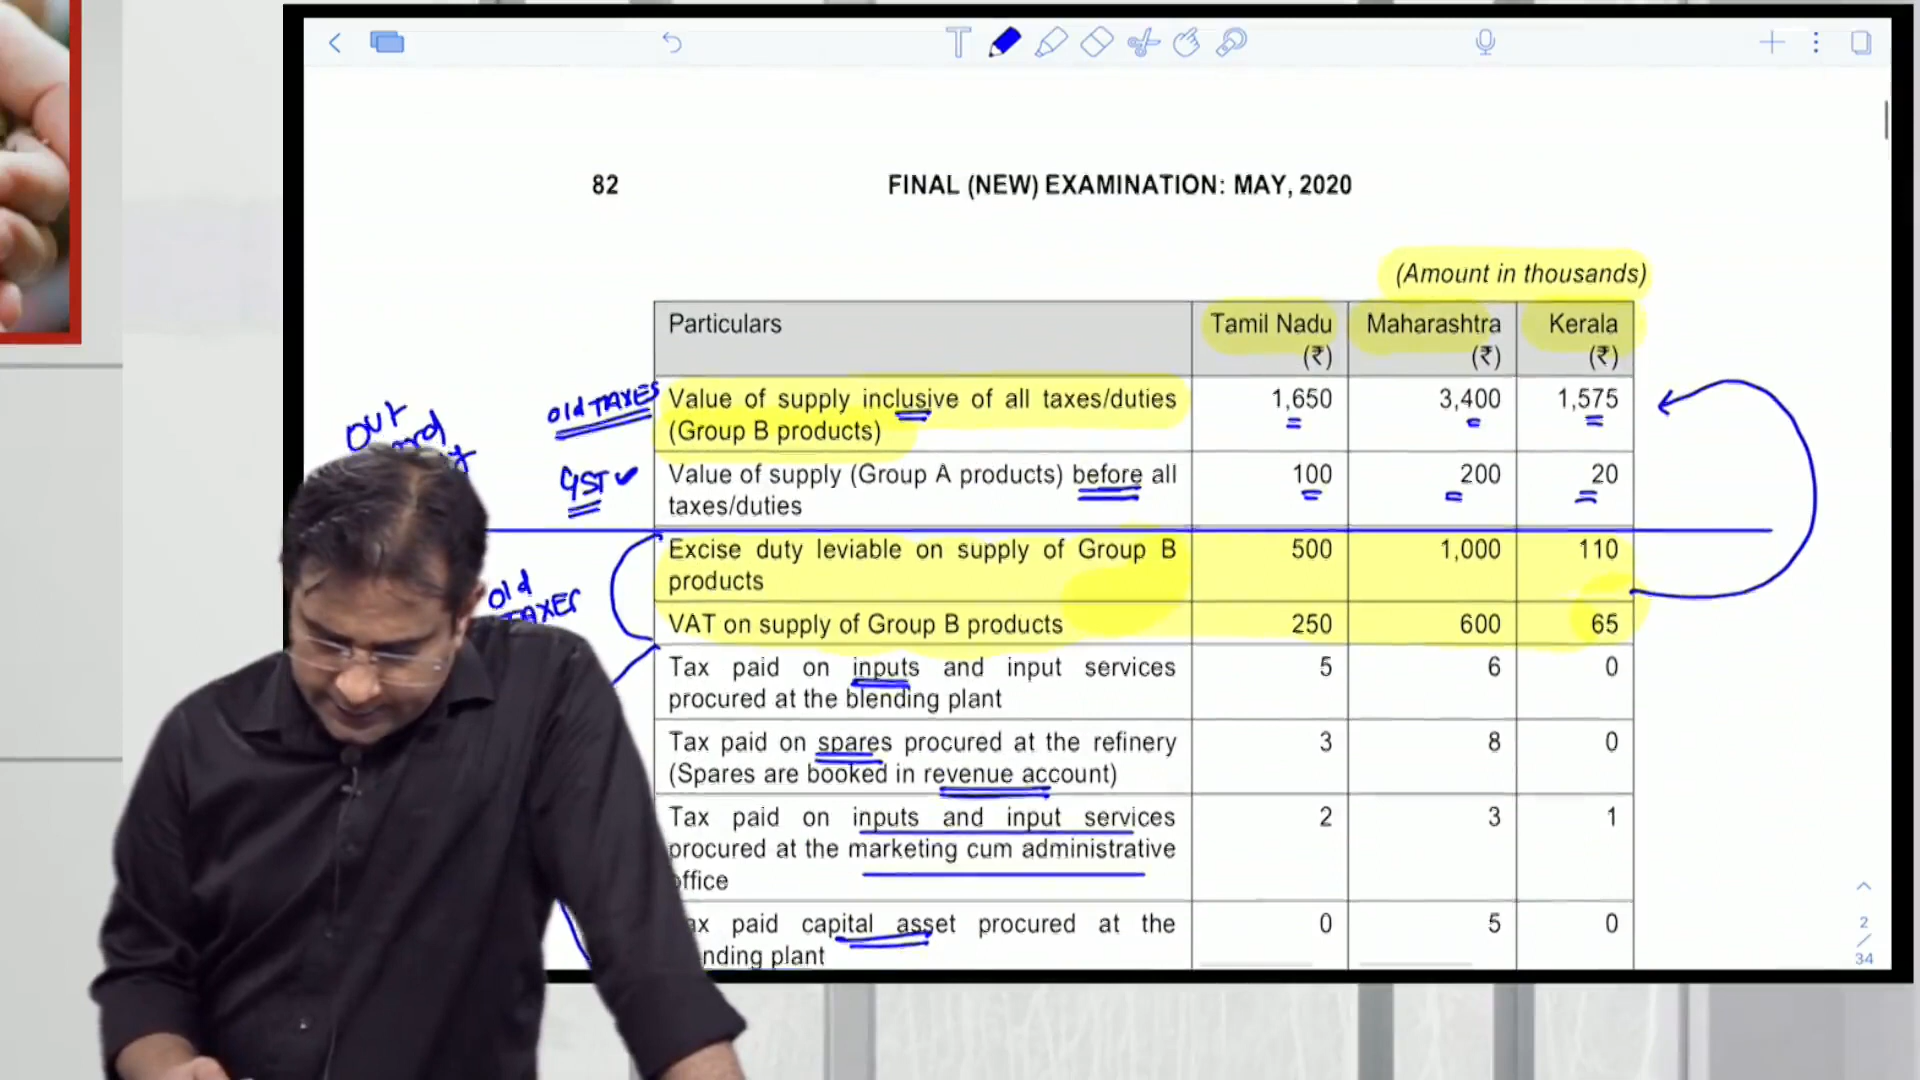 82 FINAL (NEW) EXAMINATION: MAY, 2020
(Amount in thousands)
Particulars Tamil Nadu Maharashtra Kerala
(₹) (₹) (₹)
OUT
old TAXES
Value of supply inclusive of all taxes/duties 1,650 3,400 1,575
(Group B products)
GST
Value of supply (Group A products) before all 100 200 20
taxes/duties
Excise duty leviable on supply of Group B 500 1,000 110
products
old
TAXES
VAT on supply of Group B products 250 600 65
Tax paid on inputs and input services 5 6 0
procured at the blending plant
Tax paid on spares procured at the refinery 3 8 0
(Spares are booked in revenue account)
Tax paid on inputs and input services 2 3 1
procured at the marketing cum administrative
office
paid capital asset procured at the 0 5 0
plant
2
34